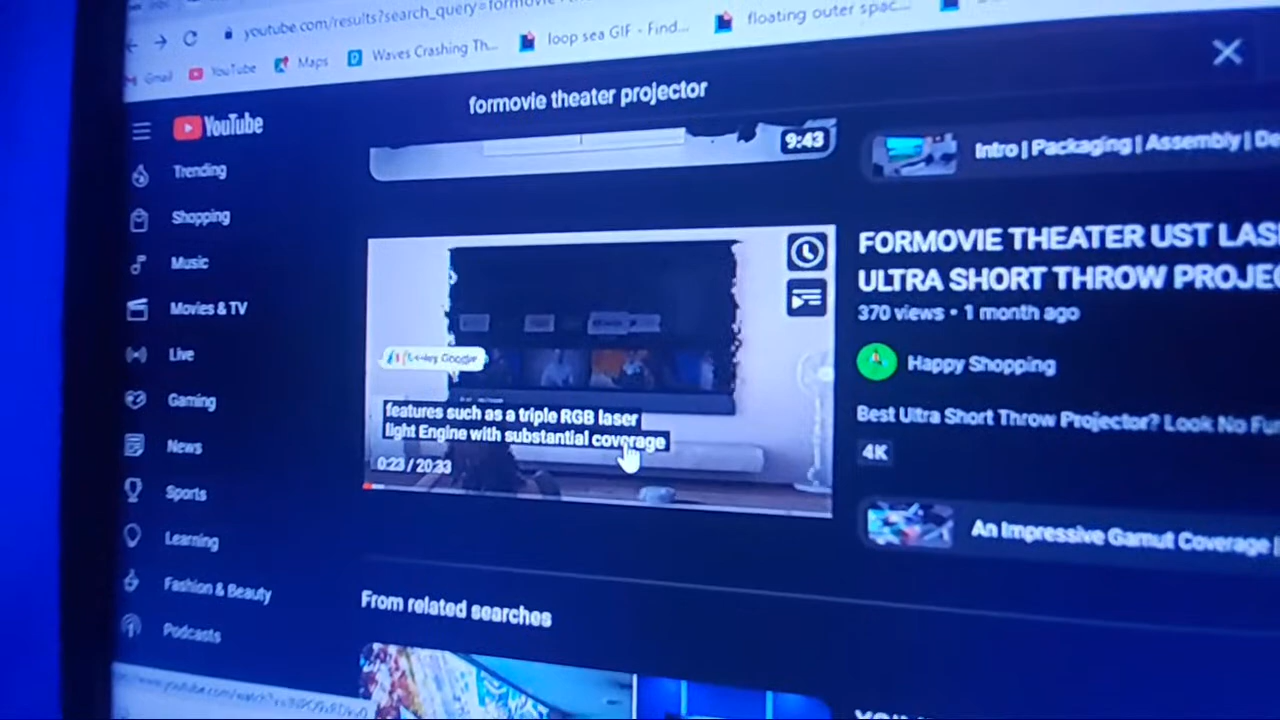 youtube.com/results?search_query=formovie
Gmail
YouTube
Maps
Waves Crashing Th...
loop sea GIF - Find...
floating outer spac...
formovie theater projector
YouTube
Trending
Shopping
Music
Movies & TV
Live
Gaming
News
Sports
Learning
Fashion & Beauty
Podcasts
9:43
Intro | Packaging | Assembly | De
features such as a triple RGB laser
light Engine with substantial coverage
0:23 / 20:33
FORMOVIE THEATER UST LAS
ULTRA SHORT THROW PROJEC
370 views • 1 month ago
Happy Shopping
Best Ultra Short Throw Projector? Look No Fur
4K
An Impressive Gamut Coverage |
From related searches